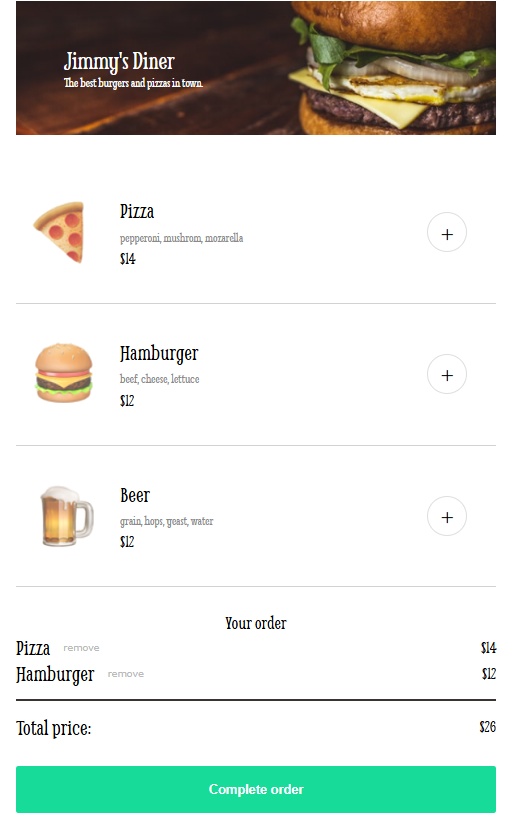 Jimmy's Diner
The best burgers and pizzas in town.
Pizza
pepperoni, mushrom, mozarella
$14
+
Hamburger
beef, cheese, lettuce
$12
+
Beer
grain, hops, yeast, water
$12
+
Your order
Pizza remove $14
Hamburger remove $12
Total price: $26
Complete order